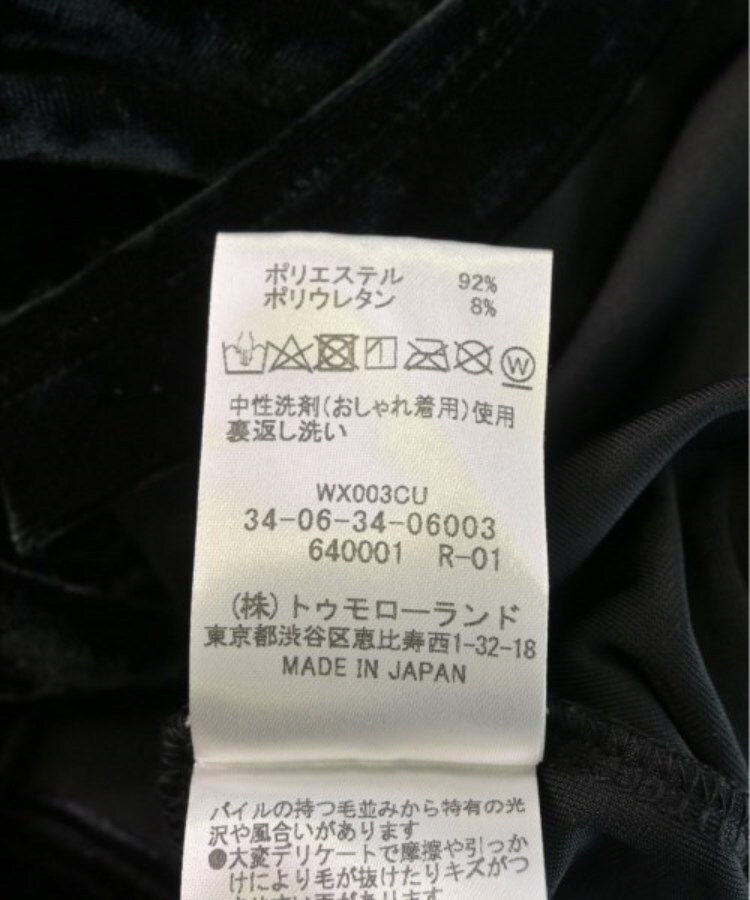 ポリエステル 92%
ポリウレタン 8%
W
中性洗剤(おしゃれ着用)使用
裏返し洗い
WX003CU
34-06-34-06003
640001 R-01
(株)トゥモローランド
東京都渋谷区恵比寿西1-32-18
MADE IN JAPAN
パイルの持つ毛並みから特有の光
沢や風合いがあります
●大変デリケートで摩擦や引っか
けにより毛が抜けたりキズがつ